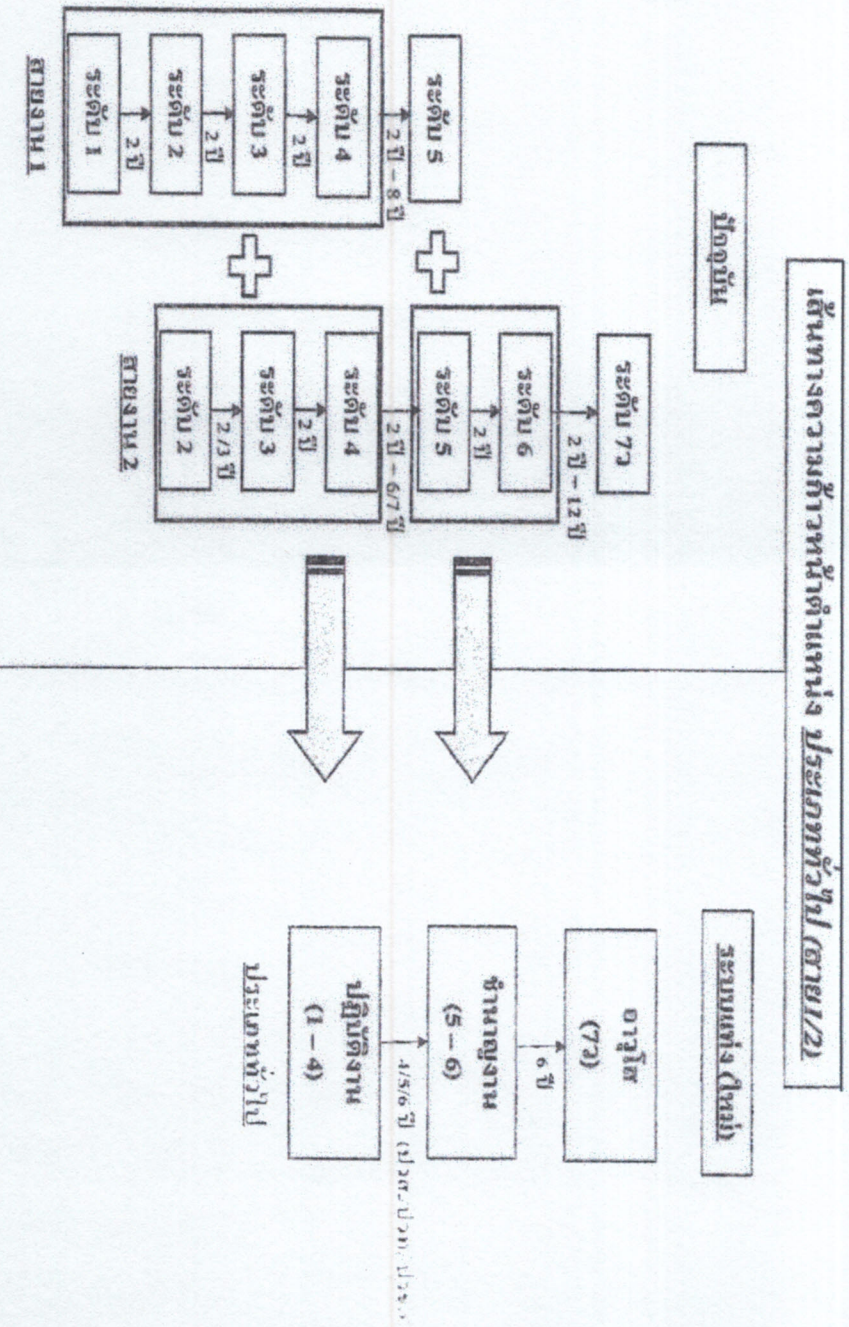 เส้นทางความก้าวหน้าตำแหน่ง ประเภททั่วไป (สาย1/2)
ปัจจุบัน
ระดับ 5
2 ปี – 8 ปี
ระดับ 4
2 ปี
ระดับ 3
2 ปี
ระดับ 2
2 ปี
ระดับ 1
สายงาน 1
ระดับ 7ว
2 ปี – 12 ปี
ระดับ 6
2 ปี
ระดับ 5
2 ปี – 6/7 ปี
ระดับ 4
2 ปี
ระดับ 3
2/3 ปี
ระดับ 2
สายงาน 2
ระบบแท่ง (ใหม่)
อาวุโส
(7ว)
6 ปี
ชำนาญงาน
(5 – 6)
4/5/6 ปี (ปวส.
ปฏิบัติงาน
(1 – 4)
ประเภททั่วไป